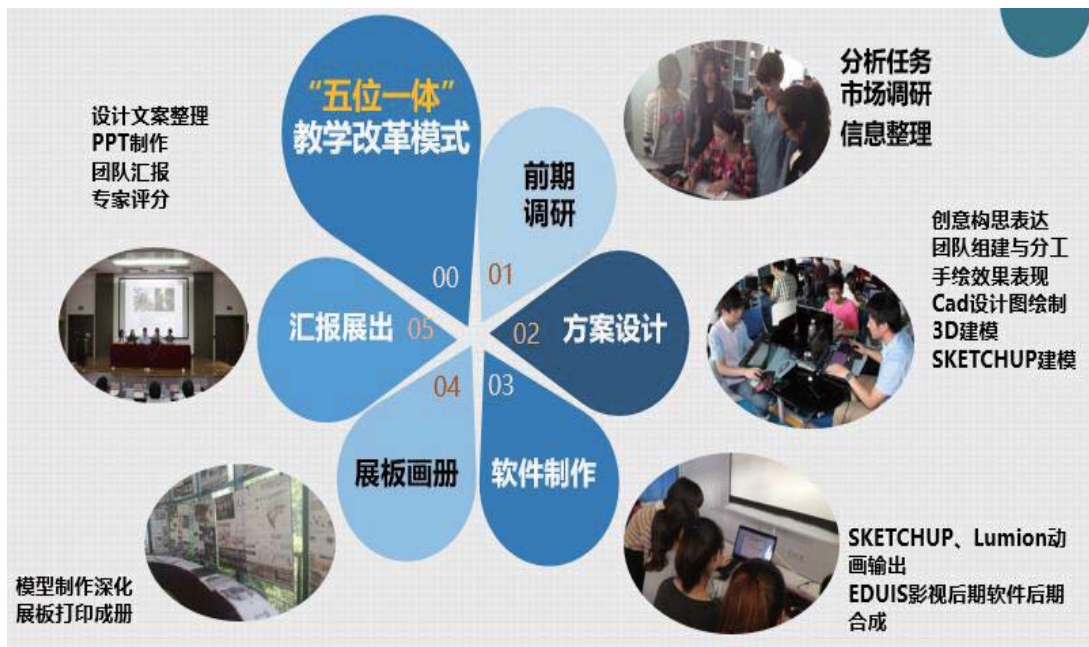 “五位一体”
教学改革模式
00
前期
调研
01
分析任务
市场调研
信息整理
02
方案设计
创意构思表达
团队组建与分工
手绘效果表现
Cad设计图绘制
3D建模
SKETCHUP建模
03
软件制作
SKETCHUP、Lumion动
画输出
EDUIS影视后期软件后期
合成
04
展板画册
模型制作深化
展板打印成册
汇报展出
05
设计文案整理
PPT制作
团队汇报
专家评分